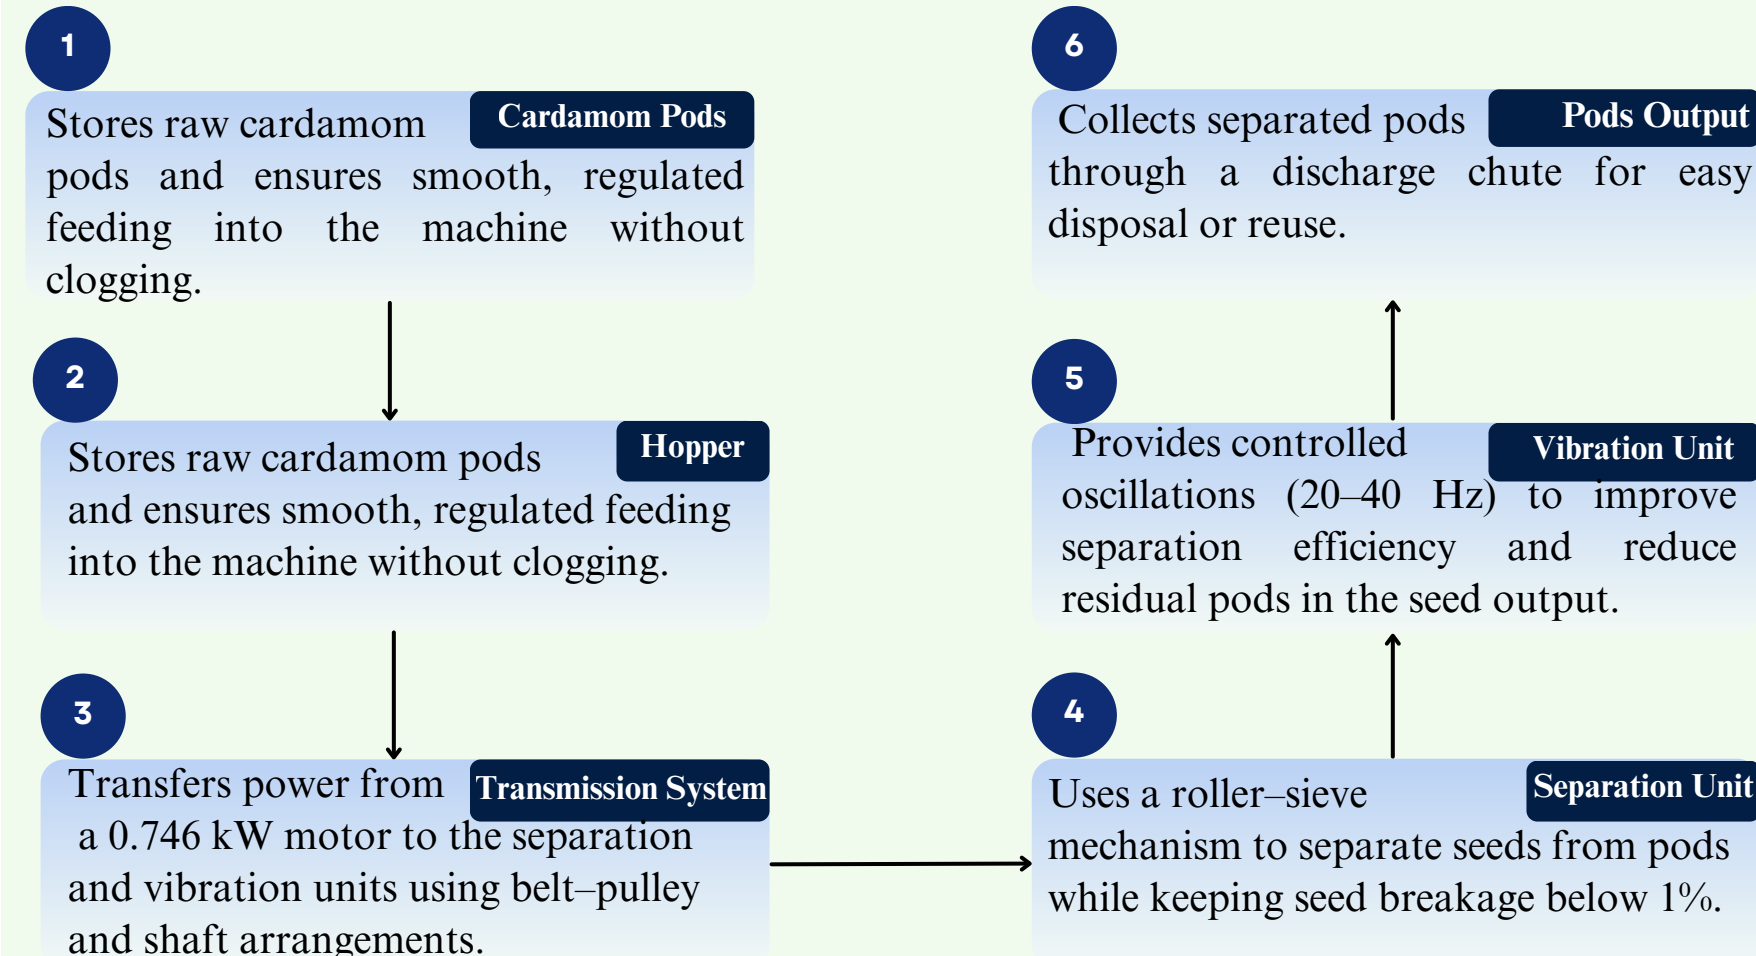 1
Cardamom Pods
Stores raw cardamom
pods and ensures smooth, regulated
feeding into the machine without
clogging.
2
Hopper
Stores raw cardamom pods
and ensures smooth, regulated feeding
into the machine without clogging.
3
Transmission System
Transfers power from
a 0.746 kW motor to the separation
and vibration units using belt–pulley
and shaft arrangements.
4
Separation Unit
Uses a roller–sieve
mechanism to separate seeds from pods
while keeping seed breakage below 1%.
5
Vibration Unit
Provides controlled
oscillations (20–40 Hz) to improve
separation efficiency and reduce
residual pods in the seed output.
6
Pods Output
Collects separated pods
through a discharge chute for easy
disposal or reuse.